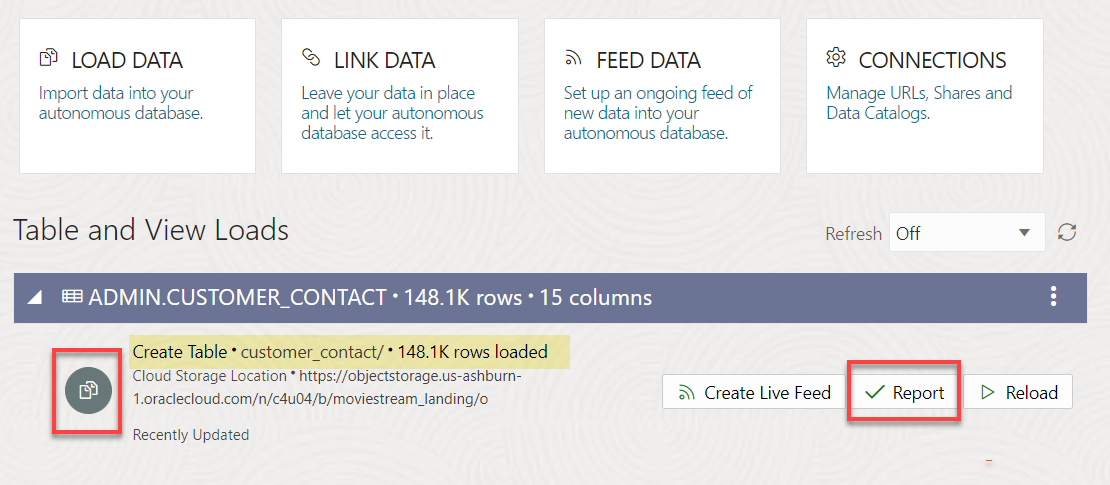 LOAD DATA
Import data into your
autonomous database.
LINK DATA
Leave your data in place
and let your autonomous
database access it.
FEED DATA
Set up an ongoing feed of
new data into your
autonomous database.
CONNECTIONS
Manage URLs, Shares and
Data Catalogs.
Table and View Loads
Refresh Off
ADMIN.CUSTOMER_CONTACT • 148.1K rows • 15 columns
Create Table • customer_contact/ • 148.1K rows loaded
Cloud Storage Location • https://objectstorage.us-ashburn-
1.oraclecloud.com/n/c4u04/b/moviestream_landing/o
Recently Updated
Create Live Feed
Report
Reload